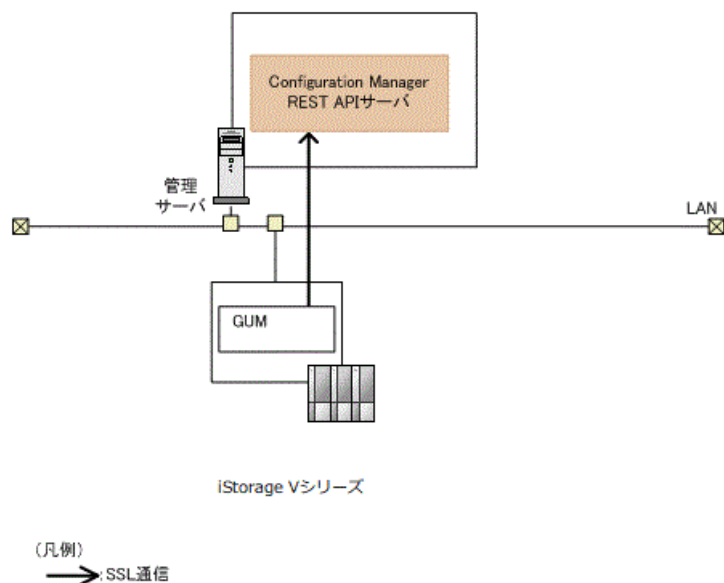 Configuration Manager
REST APIサーバ
管理
サーバ
LAN
GUM
iStorage Vシリーズ
(凡例)
:SSL通信